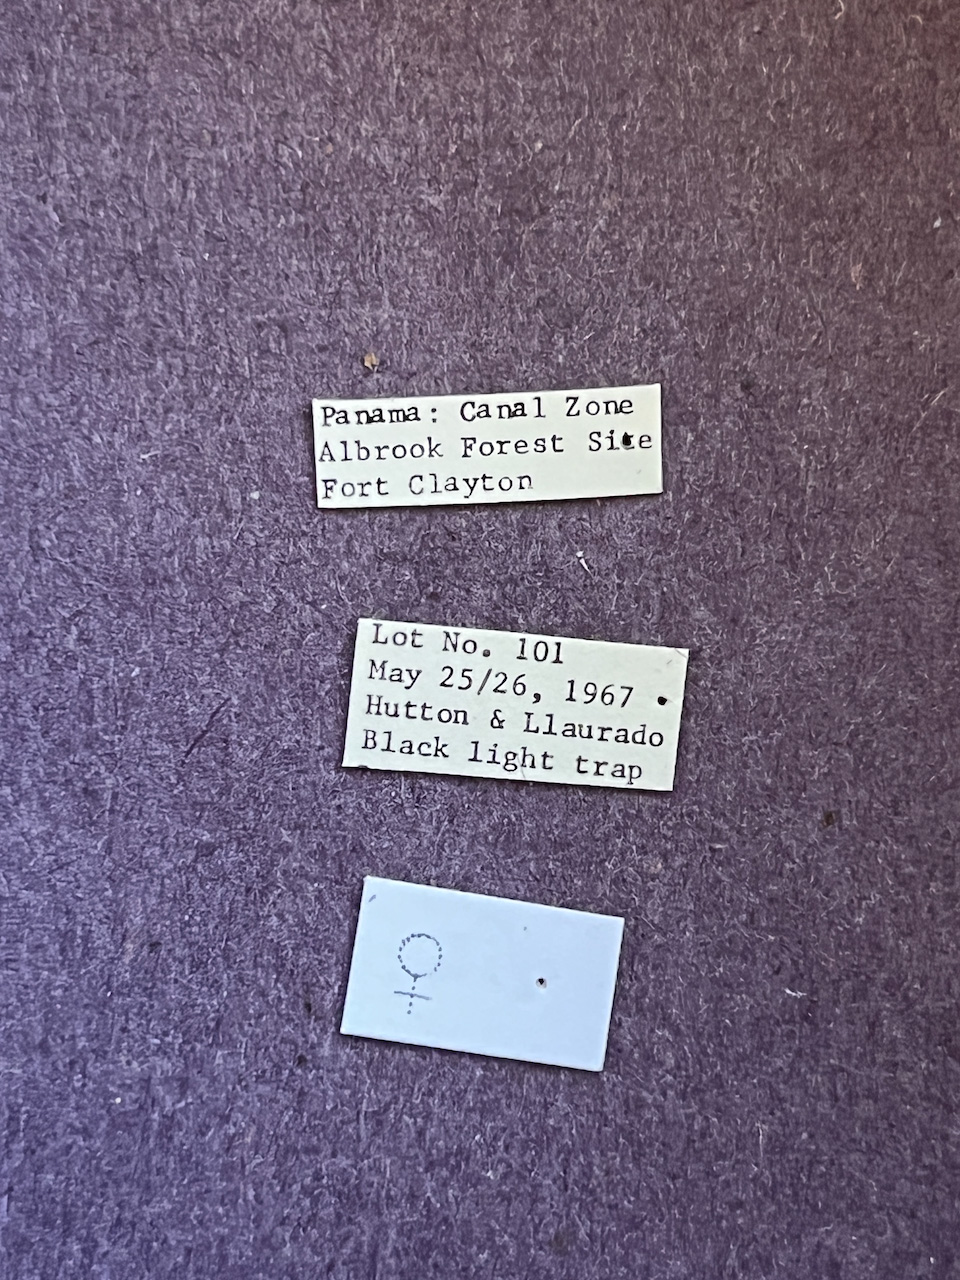 Panama: Canal Zone
Albrook Forest Site
Fort Clayton
Lot No. 101
May 25/26, 1967
Hutton & Llaurado
Black light trap
♀